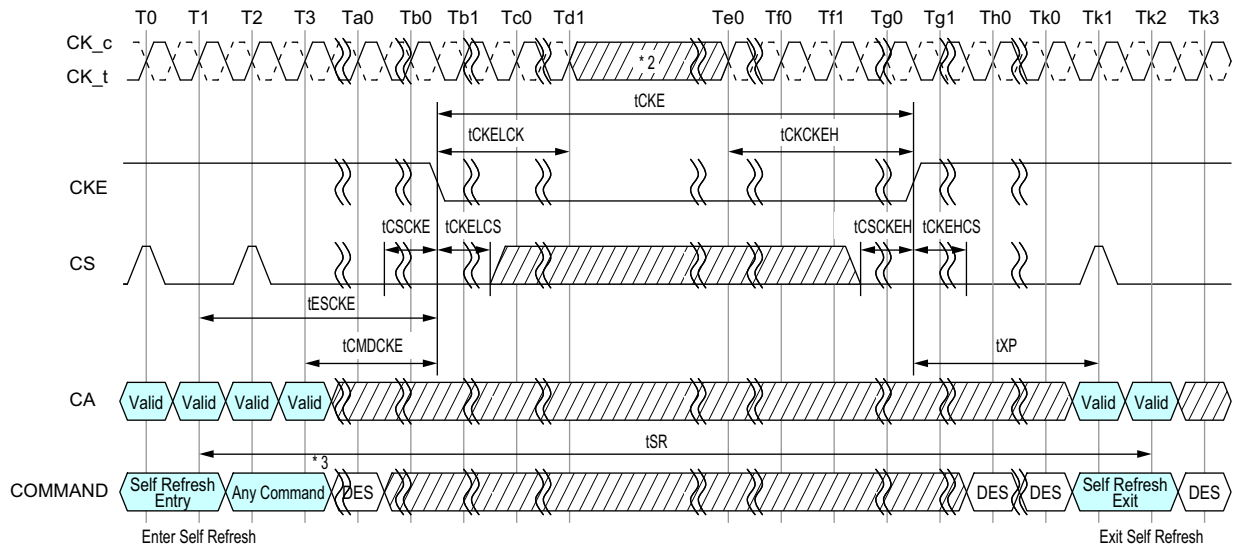 T0 T1 T2 T3 Ta0 Tb0 Tb1 Tc0 Td1 Te0 Tf0 Tf1 Tg0 Tg1 Th0 Tk0 Tk1 Tk2 Tk3
CK_c
CK_t
* 2
tCKE
tCKELCK tCKCKEH
CKE
tCSCKE tCKELCS tCSCKEH tCKEHCS
CS
tESCKE
tCMDCKE tXP
CA Valid Valid Valid Valid Valid Valid
tSR
* 3
COMMAND Self Refresh Entry Any Command DES DES DES Self Refresh Exit DES
Enter Self Refresh Exit Self Refresh